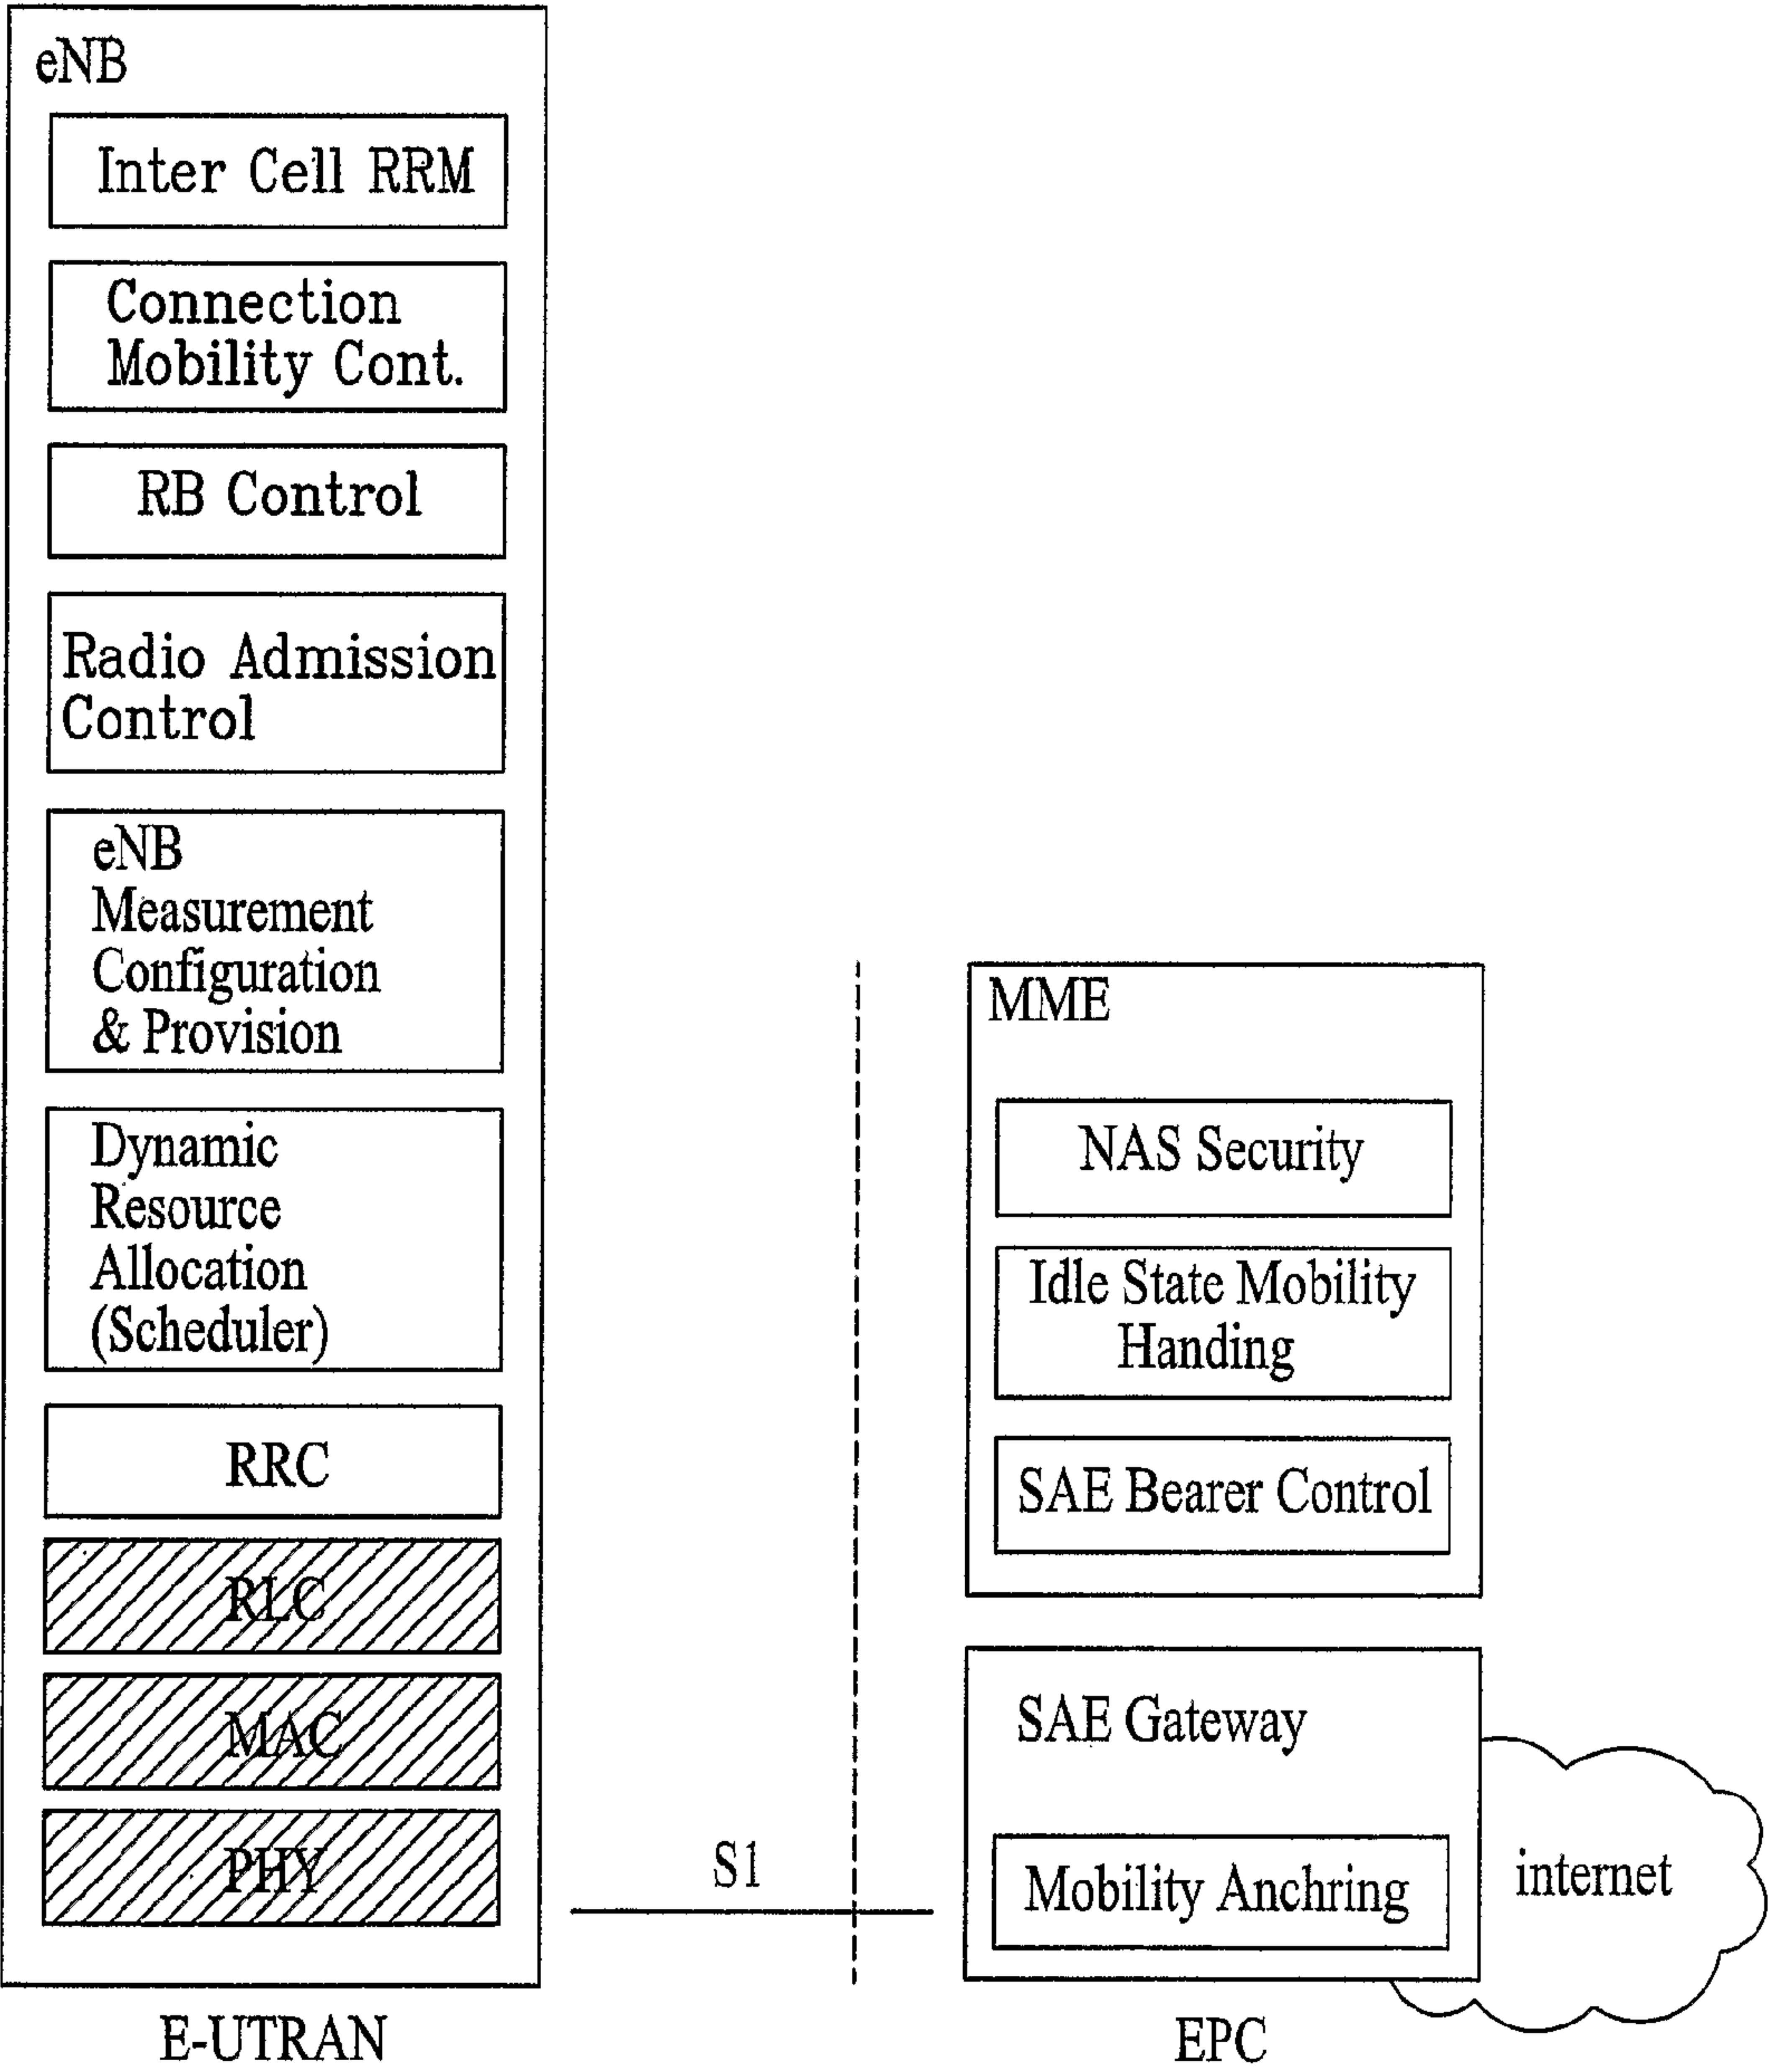 eNB
Inter Cell RRM
Connection
Mobility Cont.
RB Control
Radio Admission
Control
eNB
Measurement
Configuration
& Provision
Dynamic
Resource
Allocation
(Scheduler)
RRC
RLC
MAC
PHY
E-UTRAN
S1
MME
NAS Security
Idle State Mobility
Handing
SAE Bearer Control
SAE Gateway
Mobility Anchring
internet
EPC